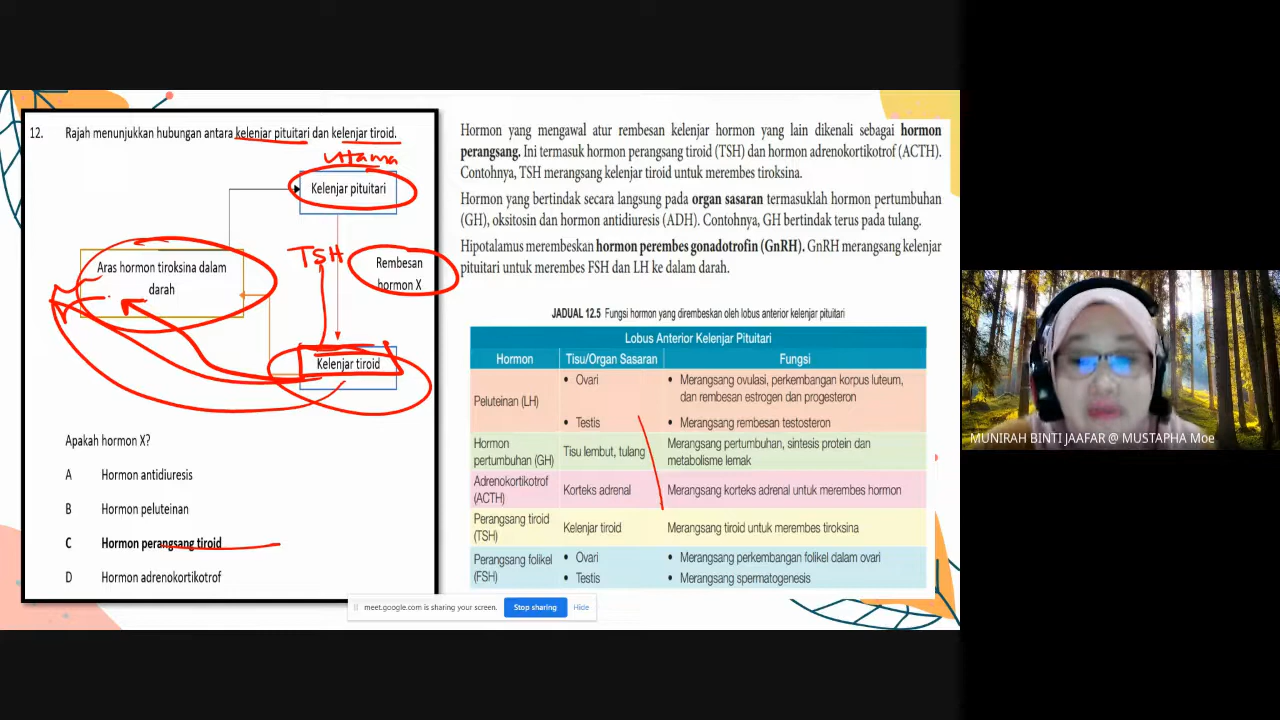 12. Rajah menunjukkan hubungan antara kelenjar pituitari dan kelenjar tiroid.
utama
Kelenjar pituitari
TSH
Rembesan
hormon X
Aras hormon tiroksina dalam
darah
Kelenjar tiroid
Apakah hormon X?
A Hormon antidiuresis
B Hormon peluteinan
C Hormon perangsang tiroid
D Hormon adrenokortikotrof
Hormon yang mengawal atur rembesan kelenjar hormon yang lain dikenali sebagai hormon
perangsang. Ini termasuk hormon perangsang tiroid (TSH) dan hormon adrenokortikotrof (ACTH).
Contohnya, TSH merangsang kelenjar tiroid untuk merembes tiroksina.
Hormon yang bertindak secara langsung pada organ sasaran termasuklah hormon pertumbuhan
(GH), oksitosin dan hormon antidiuresis (ADH). Contohnya, GH bertindak terus pada tulang.
Hipotalamus merembeskan hormon perembes gonadotrofin (GnRH). GnRH merangsang kelenjar
pituitari untuk merembes FSH dan LH ke dalam darah.
JADUAL 12.5 Fungsi hormon yang dirembeskan oleh lobus anterior kelenjar pituitari
Lobus Anterior Kelenjar Pituitari
Hormon Tisu/Organ Sasaran Fungsi
Peluteinan (LH)
• Ovari
• Merangsang ovulasi, perkembangan korpus luteum,
dan rembesan estrogen dan progesteron
• Testis
• Merangsang rembesan testosteron
Hormon
pertumbuhan (GH)
Tisu lembut, tulang
Merangsang pertumbuhan, sintesis protein dan
metabolisme lemak
Adrenokortikotrof
(ACTH)
Korteks adrenal
Merangsang korteks adrenal untuk merembes hormon
Perangsang tiroid
(TSH)
Kelenjar tiroid
Merangsang tiroid untuk merembes tiroksina
Perangsang folikel
(FSH)
• Ovari
• Testis
• Merangsang perkembangan folikel dalam ovari
• Merangsang spermatogenesis
meet.google.com is sharing your screen. Stop sharing Hide
MUNIRAH BINTI JAAFAR @ MUSTAPHA Moe